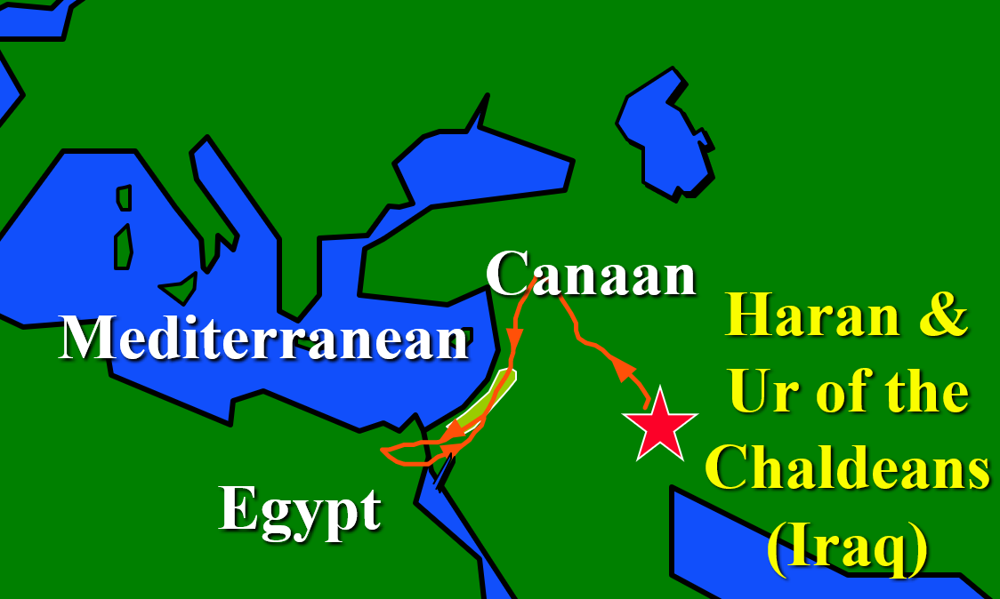 Canaan
Mediterranean
Egypt
Haran &
Ur of the
Chaldeans
(Iraq)